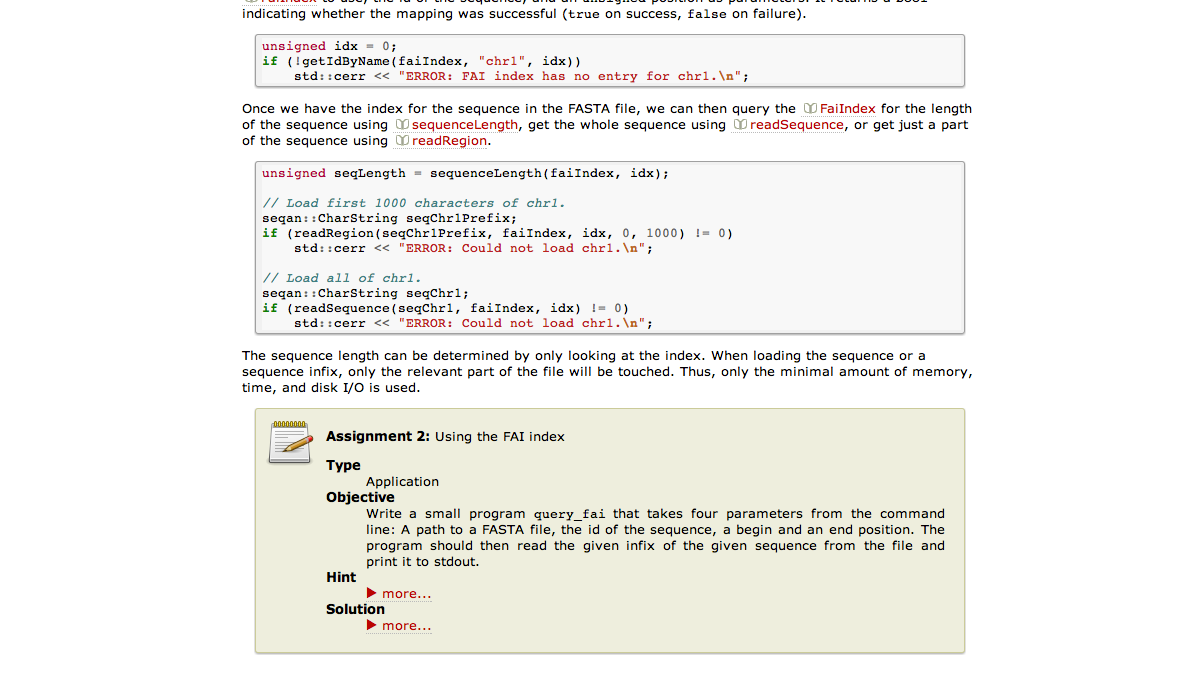 indicating whether the mapping was successful (true on success, false on failure).
unsigned idx = 0;
if (!getIdByName(faiIndex, "chr1", idx))
    std::cerr << "ERROR: FAI index has no entry for chr1.\n";
Once we have the index for the sequence in the FASTA file, we can then query the FaiIndex for the length
of the sequence using sequenceLength, get the whole sequence using readSequence, or get just a part
of the sequence using readRegion.
unsigned seqLength = sequenceLength(faiIndex, idx);
// Load first 1000 characters of chr1.
seqan::CharString seqChr1Prefix;
if (readRegion(seqChr1Prefix, faiIndex, idx, 0, 1000) != 0)
    std::cerr << "ERROR: Could not load chr1.\n";
// Load all of chr1.
seqan::CharString seqChr1;
if (readSequence(seqChr1, faiIndex, idx) != 0)
    std::cerr << "ERROR: Could not load chr1.\n";
The sequence length can be determined by only looking at the index. When loading the sequence or a
sequence infix, only the relevant part of the file will be touched. Thus, only the minimal amount of memory,
time, and disk I/O is used.
Assignment 2: Using the FAI index
Type
Application
Objective
Write a small program query_fai that takes four parameters from the command
line: A path to a FASTA file, the id of the sequence, a begin and an end position. The
program should then read the given infix of the given sequence from the file and
print it to stdout.
Hint
more...
Solution
more...